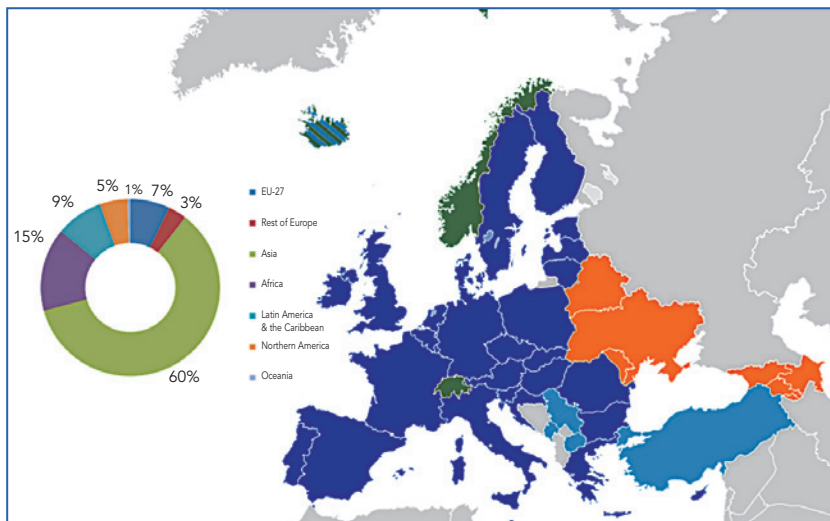 5%
1%
7%
3%
9%
15%
60%
EU-27
Rest of Europe
Asia
Africa
Latin America
& the Caribbean
Northern America
Oceania